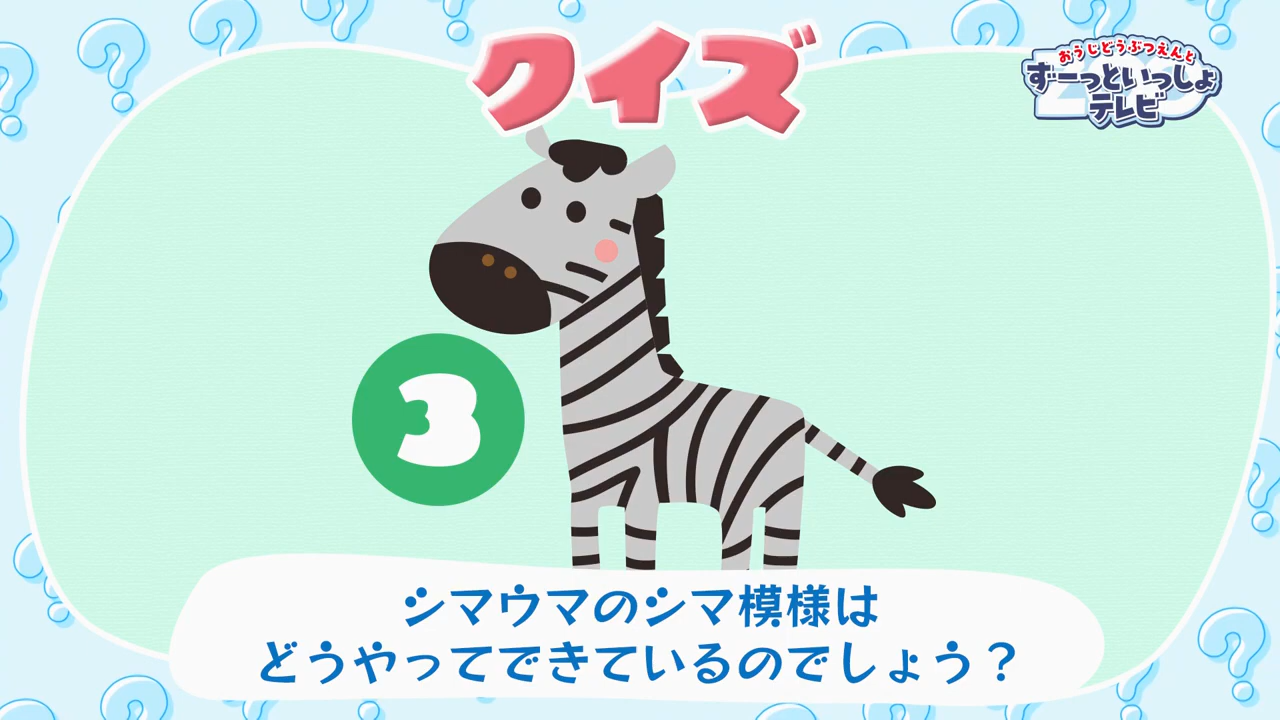 クイズ
おうじどうぶつえんと
ずーっといっしょ
テレビ
3
シマウマのシマ模様は
どうやってできているのでしょう？